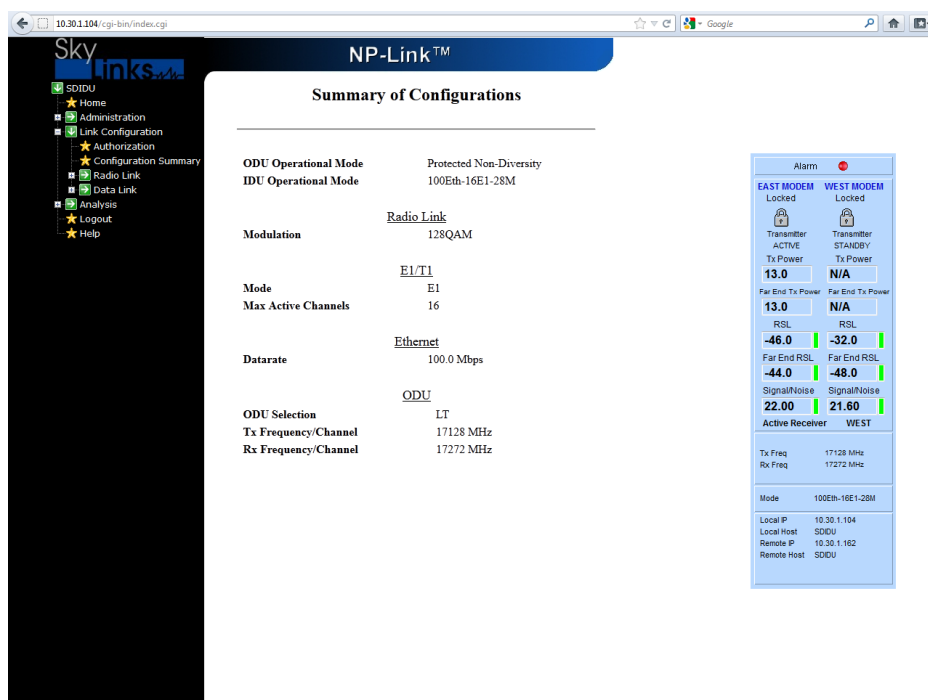 10.30.1.104/cgi-bin/index.cgi
Google
Sky
Links
NP-Link™
SDIDU
Home
Administration
Link Configuration
Authorization
Configuration Summary
Radio Link
Data Link
Analysis
Logout
Help
Summary of Configurations
ODU Operational Mode Protected Non-Diversity
IDU Operational Mode 100Eth-16E1-28M
Radio Link
Modulation 128QAM
E1/T1
Mode E1
Max Active Channels 16
Ethernet
Datarate 100.0 Mbps
ODU
ODU Selection LT
Tx Frequency/Channel 17128 MHz
Rx Frequency/Channel 17272 MHz
Alarm
EAST MODEM WEST MODEM
Locked Locked
Transmitter Transmitter
ACTIVE STANDBY
Tx Power Tx Power
13.0 N/A
Far End Tx Power Far End Tx Power
13.0 N/A
RSL RSL
-46.0 -32.0
Far End RSL Far End RSL
-44.0 -48.0
Signal/Noise Signal/Noise
22.00 21.60
Active Receiver WEST
Tx Freq 17128 MHz
Rx Freq 17272 MHz
Mode 100Eth-16E1-28M
Local IP 10.30.1.104
Local Host SDIDU
Remote IP 10.30.1.162
Remote Host SDIDU